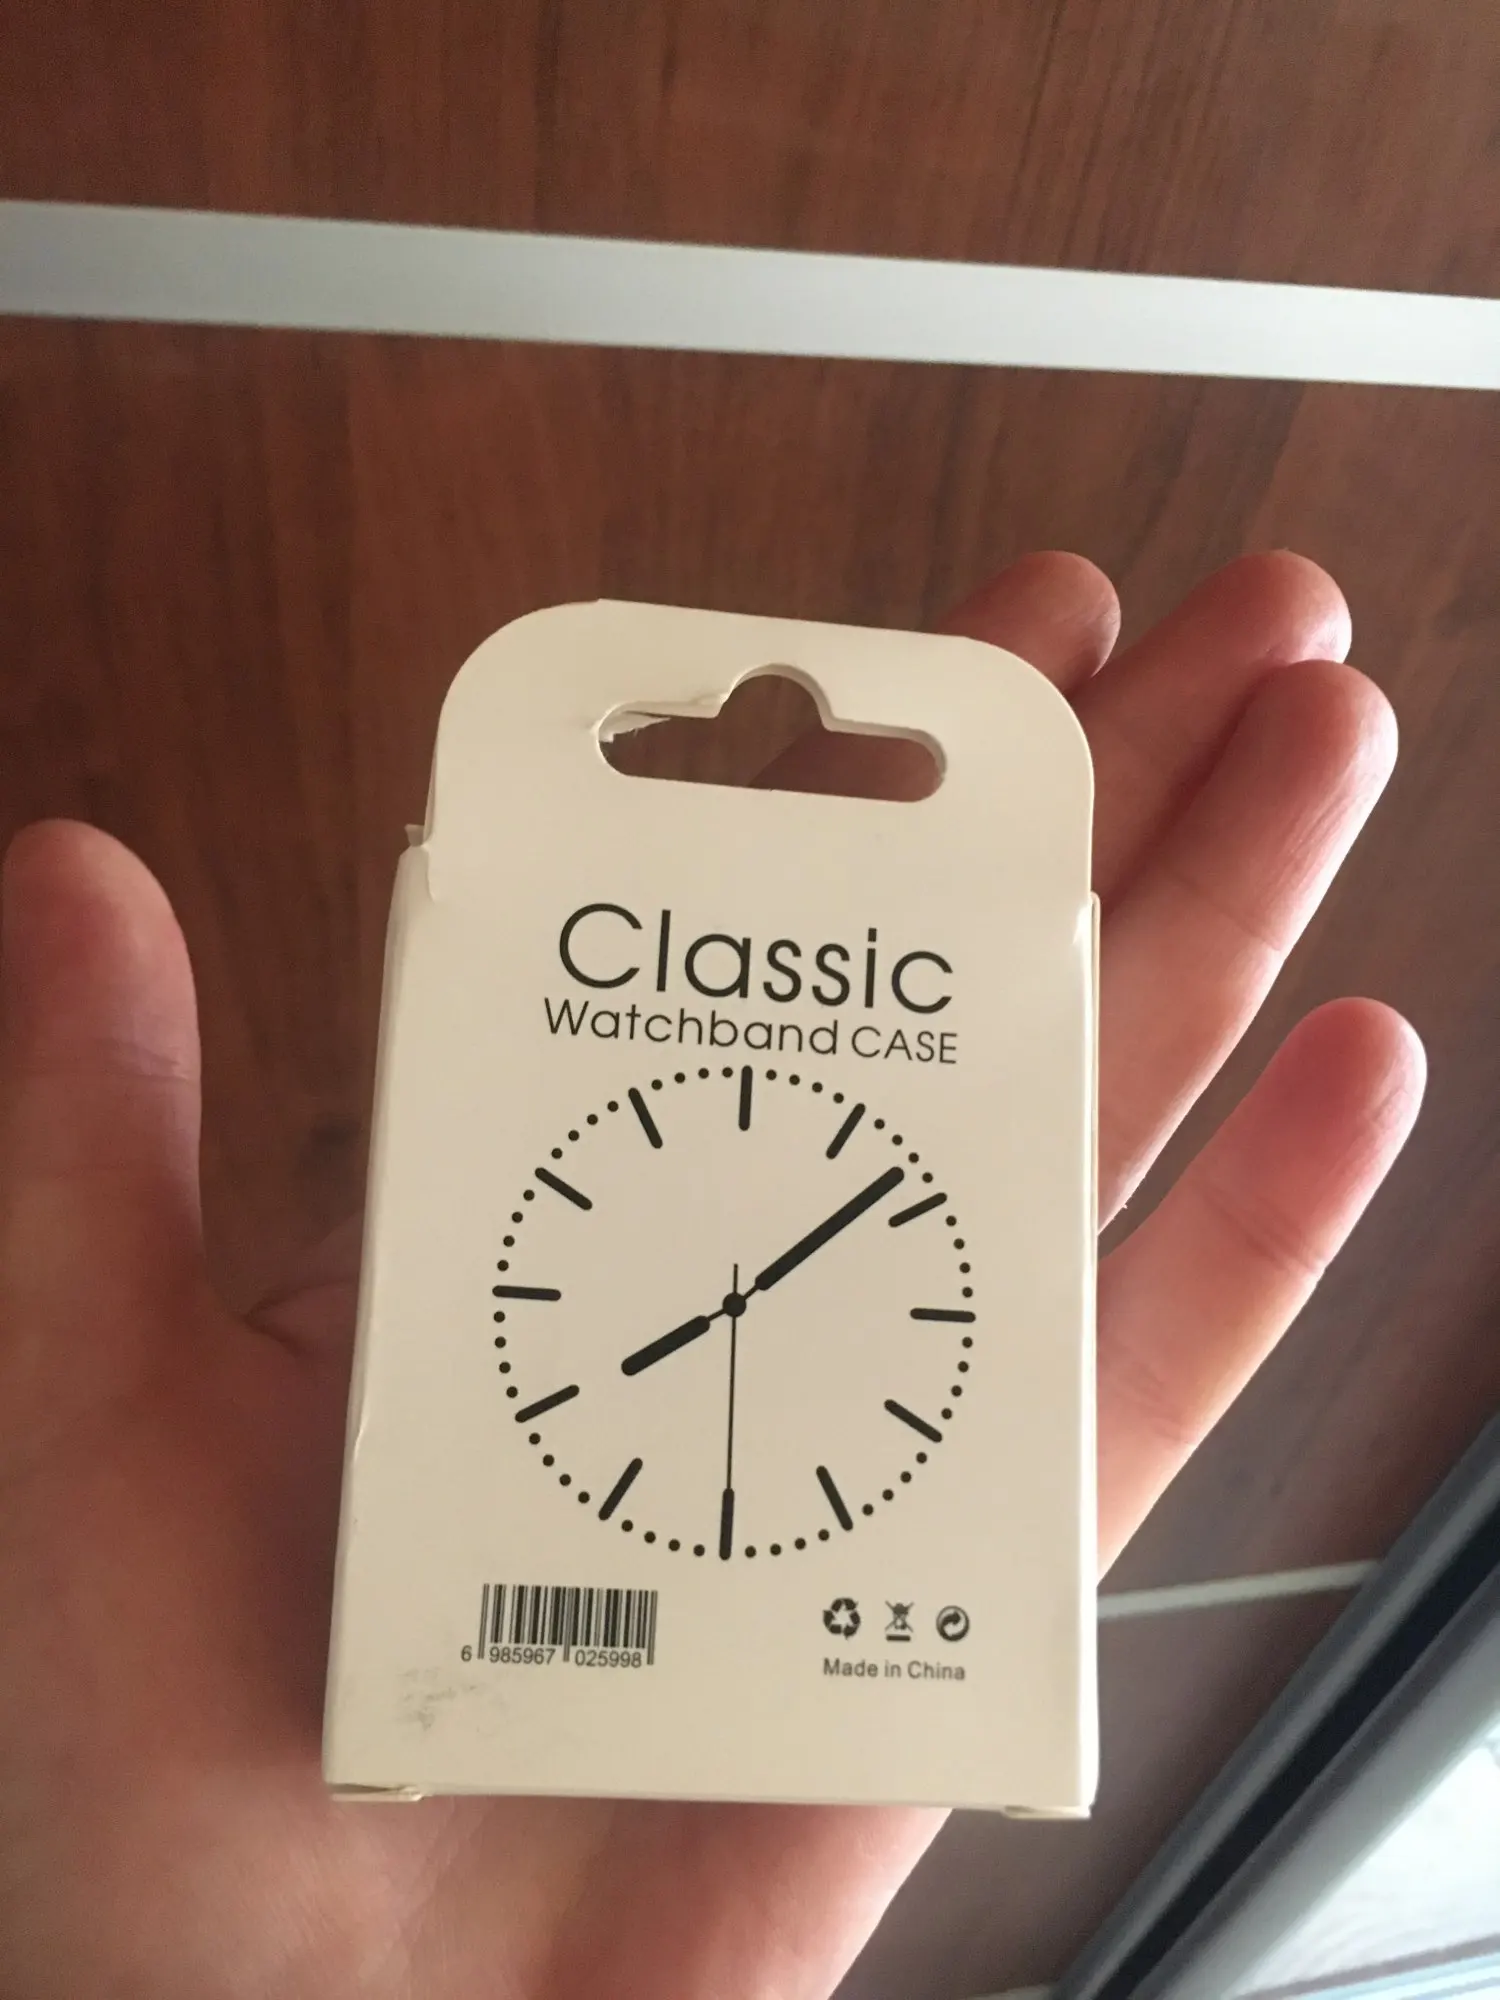 Classic
Watchband CASE
6 985967 025998
Made in China